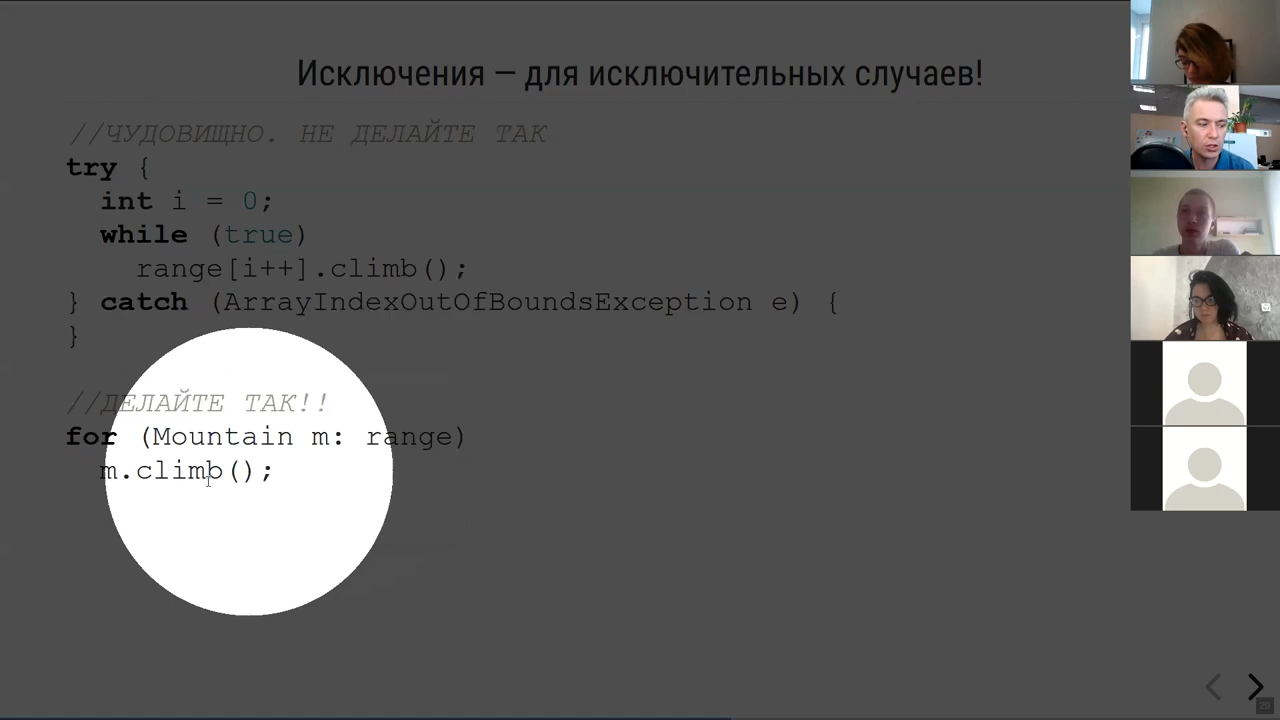 Исключения — для исключительных случаев!
//ЧУДОВИЩНО. НЕ ДЕЛАЙТЕ ТАК
try {
int i = 0;
while (true)
range[i++].climb();
} catch (ArrayIndexOutOfBoundsException e) {
}
//ДЕЛАЙТЕ ТАК!!
for (Mountain m: range)
m.climb();
29